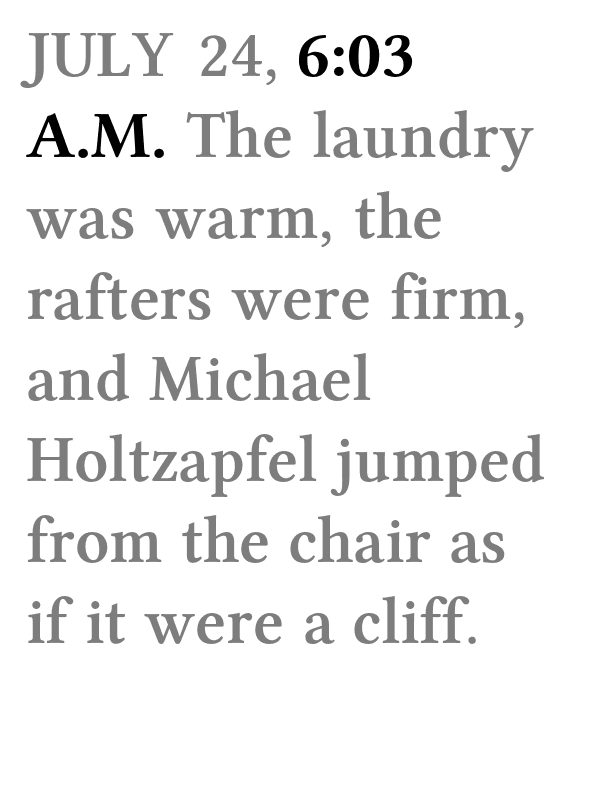 JULY 24, 6:03
A.M. The laundry
was warm, the
rafters were firm,
and Michael
Holtzapfel jumped
from the chair as
if it were a cliff.